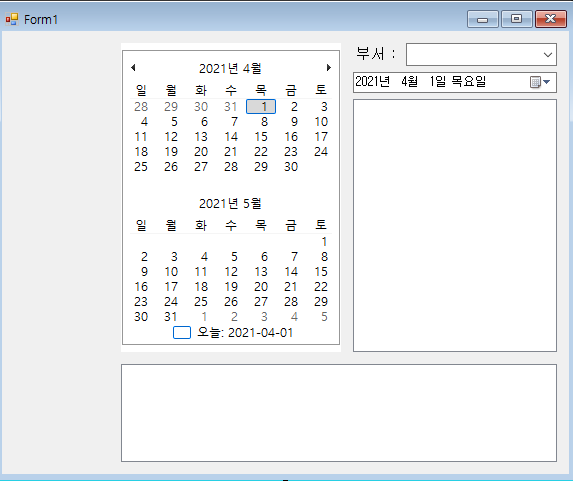 Form1
2021년 4월
일 월 화 수 목 금 토
28 29 30 31 1 2 3
4 5 6 7 8 9 10
11 12 13 14 15 16 17
18 19 20 21 22 23 24
25 26 27 28 29 30
2021년 5월
일 월 화 수 목 금 토
1
2 3 4 5 6 7 8
9 10 11 12 13 14 15
16 17 18 19 20 21 22
23 24 25 26 27 28 29
30 31 1 2 3 4 5
오늘: 2021-04-01
부서 :
2021년 4월 1일 목요일